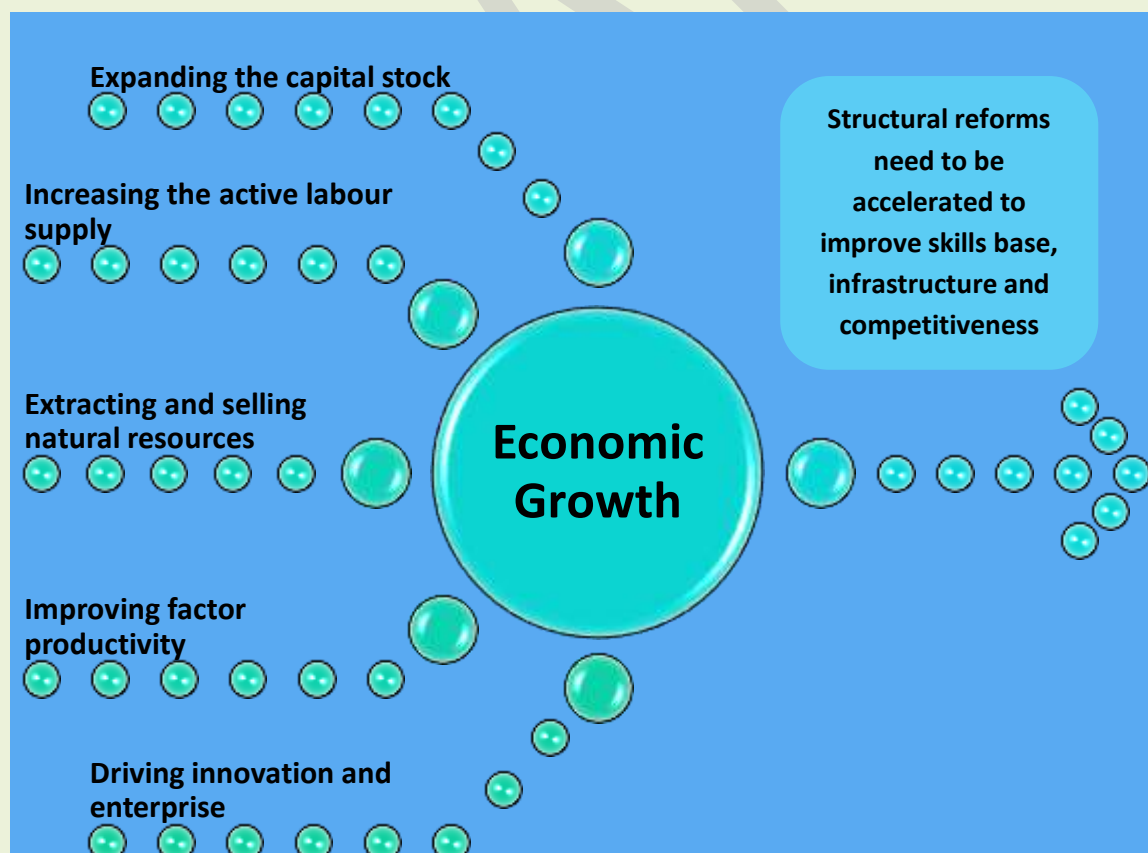 Expanding the capital stock
Increasing the active labour
supply
Extracting and selling
natural resources
Improving factor
productivity
Driving innovation and
enterprise
Economic
Growth
Structural reforms
need to be
accelerated to
improve skills base,
infrastructure and
competitiveness